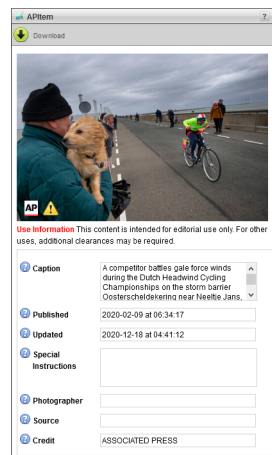 APItem ?
Download
AP
Use Information This content is intended for editorial use only. For other
uses, additional clearances may be required.
? Caption
A competitor battles gale force winds
during the Dutch Headwind Cycling
Championships on the storm barrier
Oosterscheldekering near Neeltje Jans,
? Published 2020-02-09 at 06:34:17
? Updated 2020-12-18 at 04:41:12
? Special
Instructions
? Photographer
? Source
? Credit ASSOCIATED PRESS